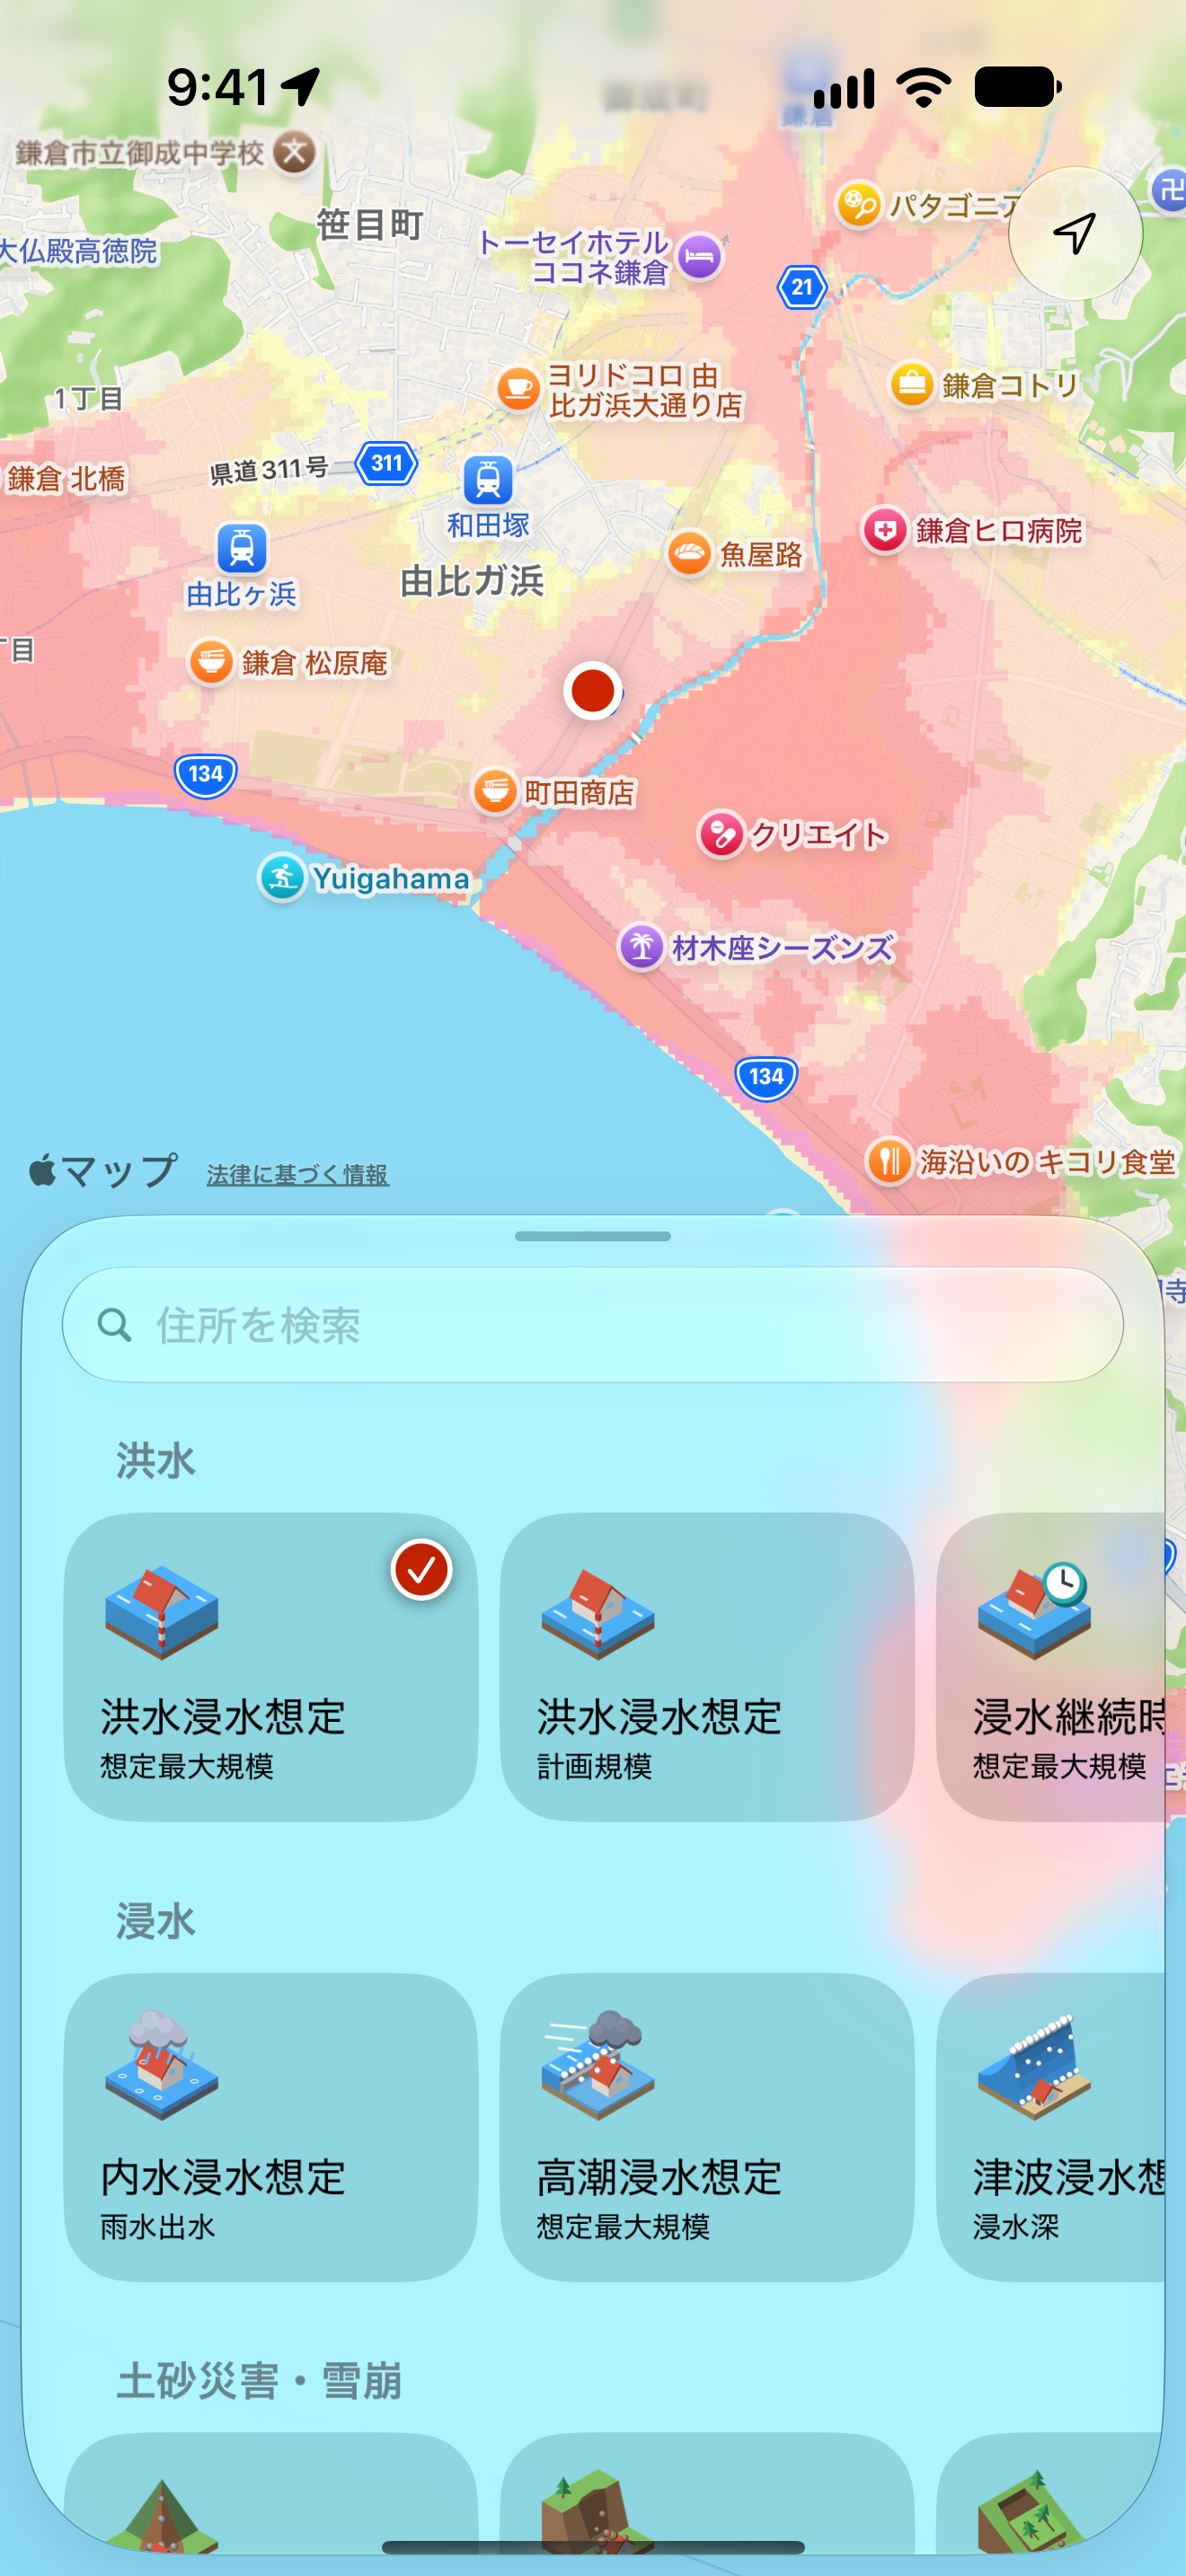 9:41
御成町
鎌倉
鎌倉市立御成中学校
文
パタゴニア
卍
笹目町
大仏殿高徳院
トーセイホテル
ココネ鎌倉
21
1丁目
ヨリドコロ 由
比ガ浜大通り店
鎌倉コトリ
鎌倉 北橋
県道311号
311
和田塚
鎌倉ヒロ病院
魚屋路
由比ヶ浜
由比ガ浜
丁目
鎌倉 松原庵
134
町田商店
クリエイト
Yuigahama
材木座シーズンズ
134
マップ
法律に基づく情報
海沿いの キコリ食堂
寺
住所を検索
洪水
洪水浸水想定
想定最大規模
洪水浸水想定
計画規模
浸水継続時
想定最大規模
浸水
内水浸水想定
雨水出水
高潮浸水想定
想定最大規模
津波浸水想
浸水深
土砂災害・雪崩